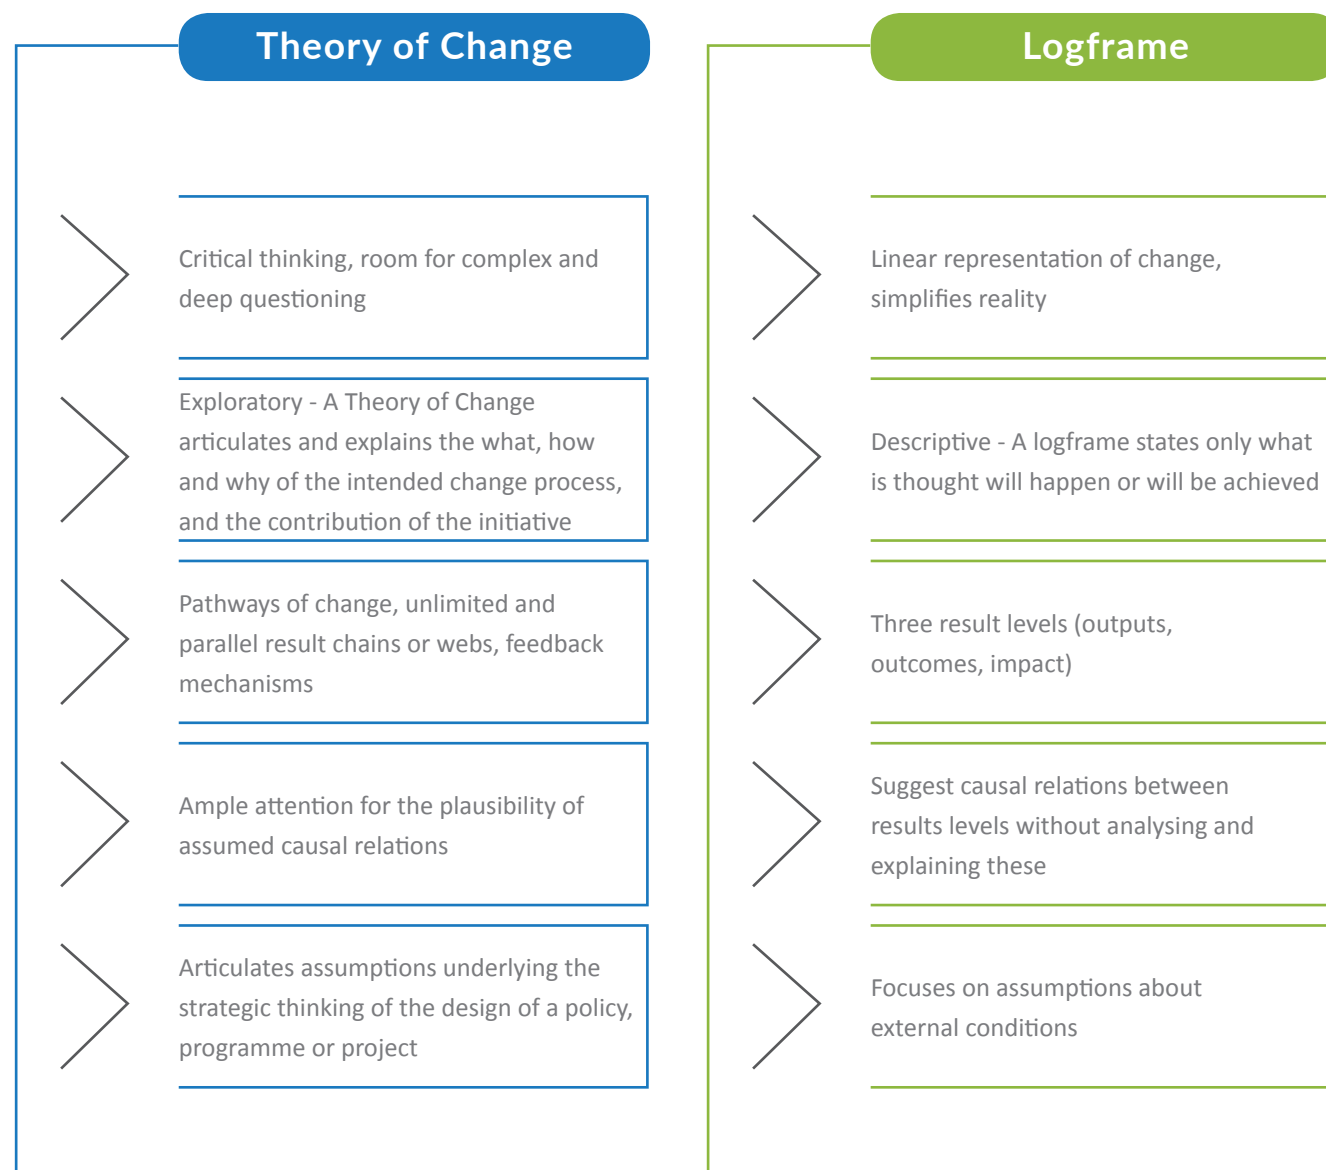 Theory of Change
Critical thinking, room for complex and
deep questioning
Exploratory - A Theory of Change
articulates and explains the what, how
and why of the intended change process,
and the contribution of the initiative
Pathways of change, unlimited and
parallel result chains or webs, feedback
mechanisms
Ample attention for the plausibility of
assumed causal relations
Articulates assumptions underlying the
strategic thinking of the design of a policy,
programme or project
Logframe
Linear representation of change,
simplifies reality
Descriptive - A logframe states only what
is thought will happen or will be achieved
Three result levels (outputs,
outcomes, impact)
Suggest causal relations between
results levels without analysing and
explaining these
Focuses on assumptions about
external conditions